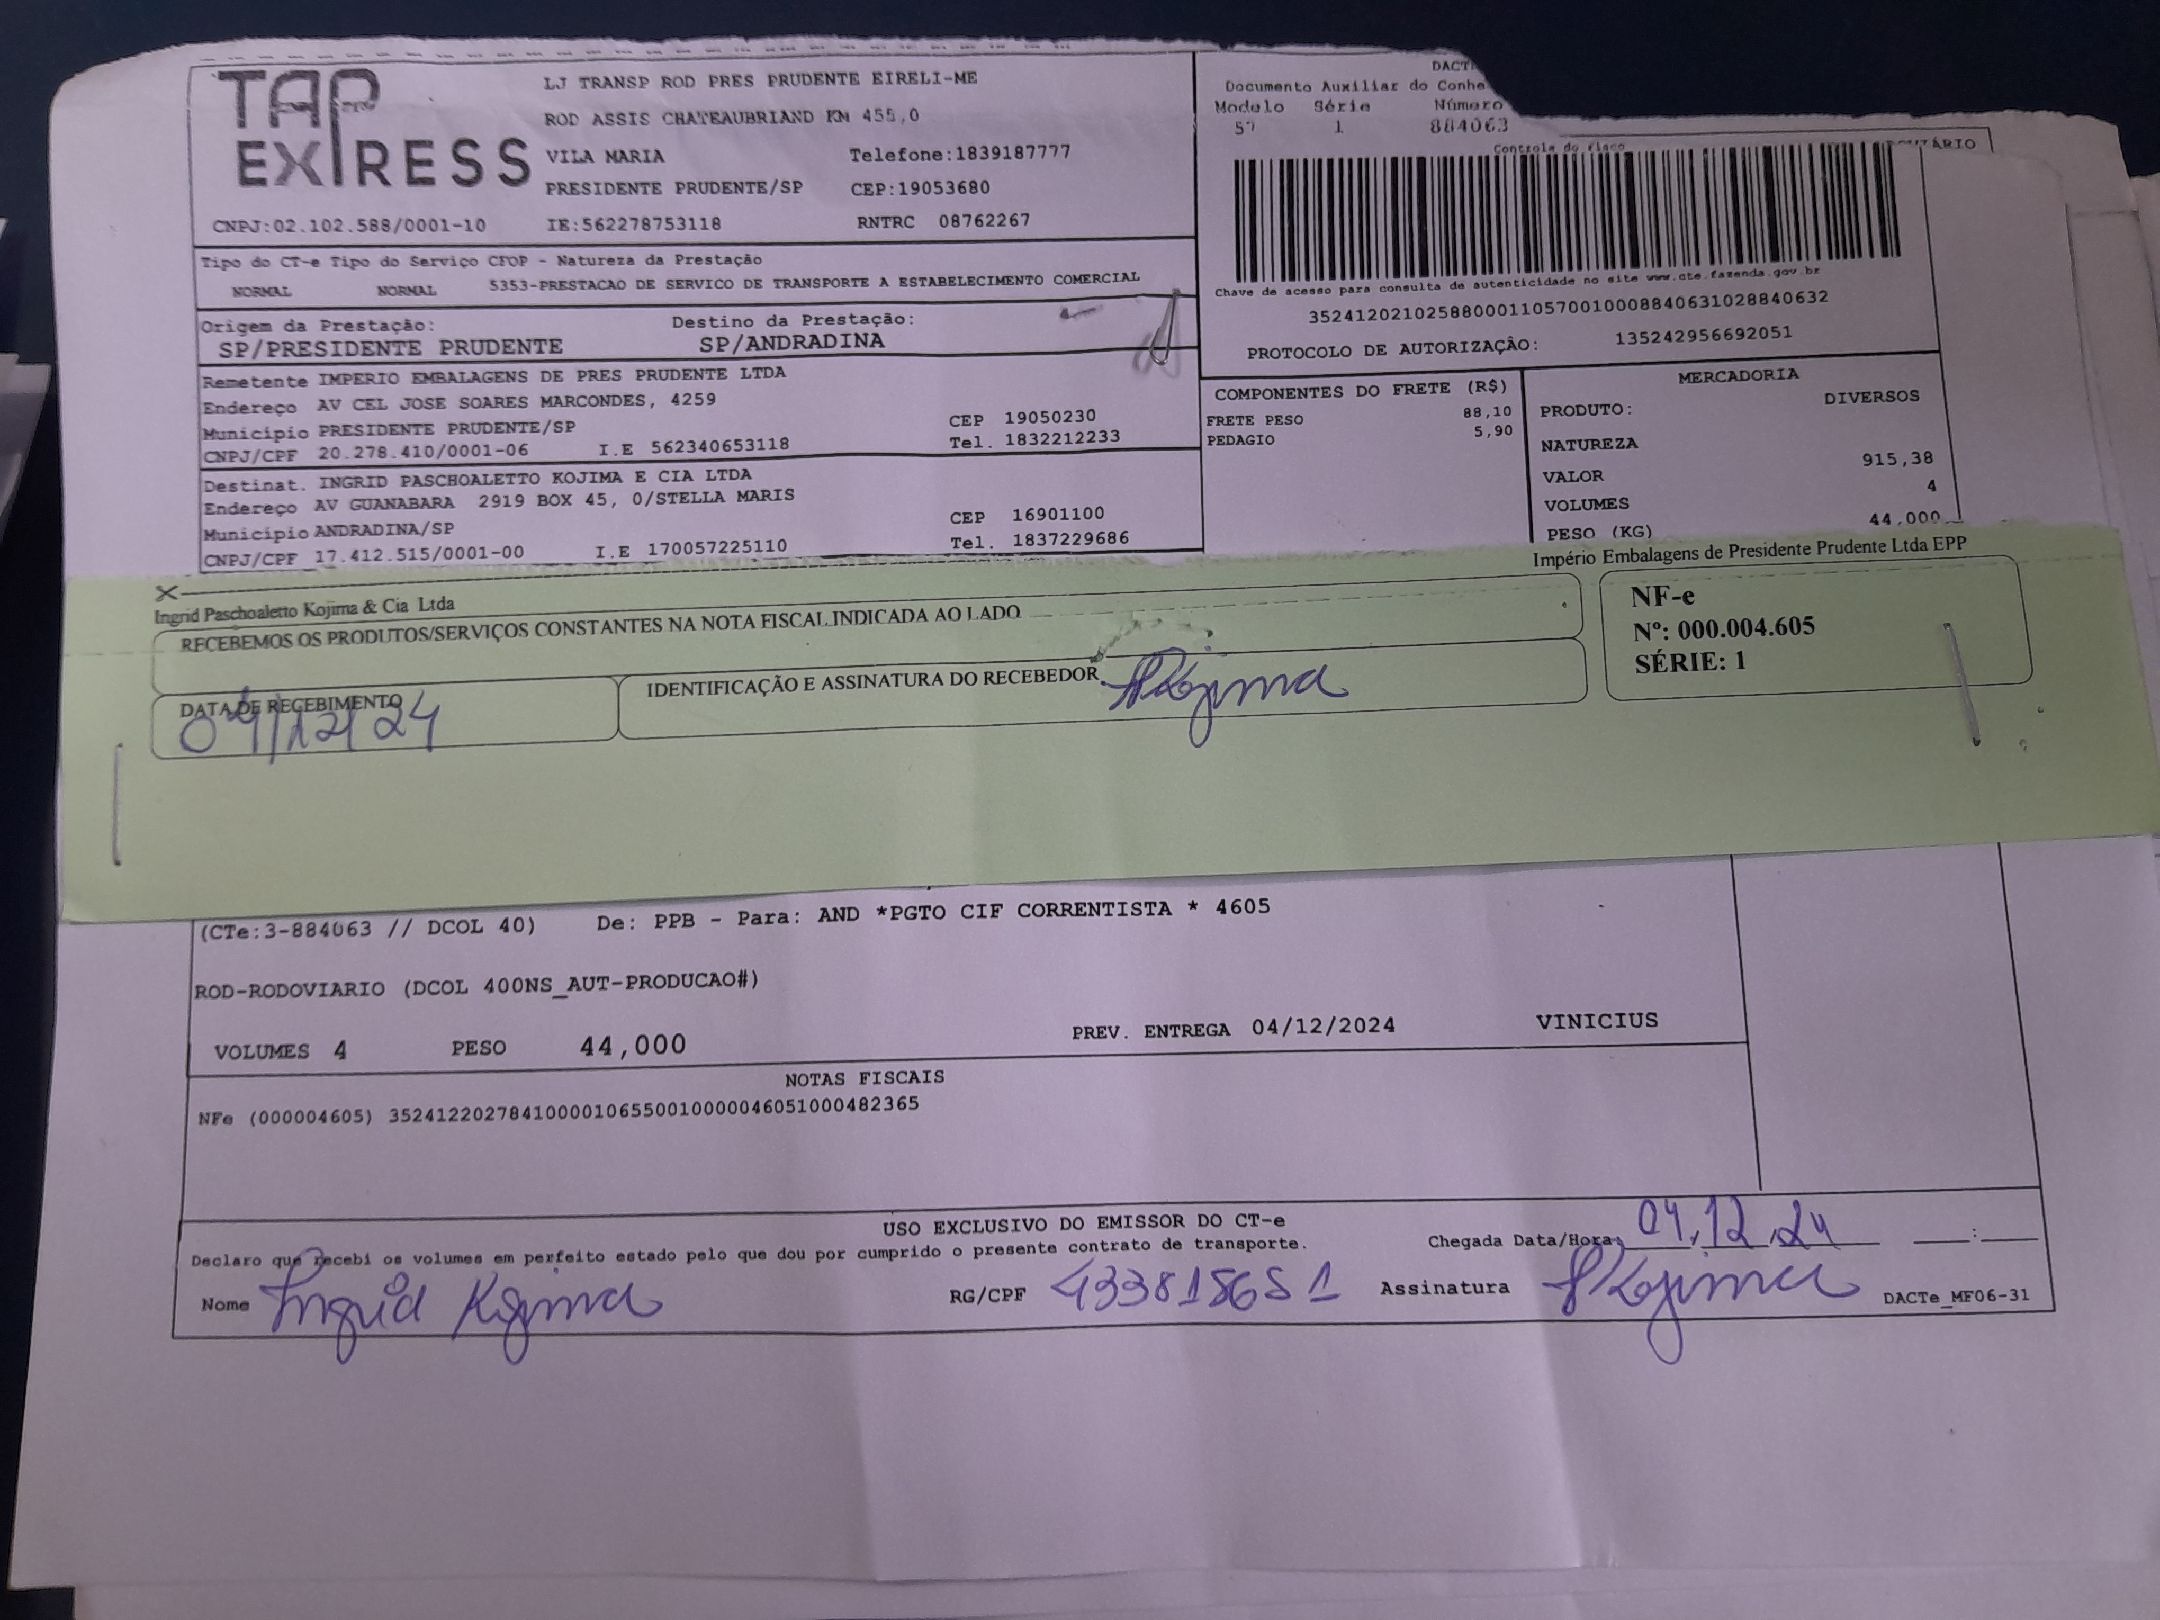 TAP EXPRESS
LJ TRANSP ROD PRES PRUDENTE EIRELI-ME
ROD ASSIS CHATEAUBRIAND KM 455,0
VILA MARIA Telefone:1839187777
PRESIDENTE PRUDENTE/SP CEP:19053680
CNPJ:02.102.588/0001-10 IE:562278753118 RNTRC 08762267
DACT
Documento Auxiliar do Conhe
Modelo Série Número
57 1 884063
Controle do Fisco
TÁRIO
Chave de acesso para consulta de autenticidade no site www.cte.fazenda.gov.br
35241202102588000110570010008840631028840632
PROTOCOLO DE AUTORIZAÇÃO: 135242956692051
Tipo do CT-e Tipo do Serviço CFOP - Natureza da Prestação
NORMAL NORMAL 5353-PRESTACAO DE SERVICO DE TRANSPORTE A ESTABELECIMENTO COMERCIAL
Origem da Prestação: Destino da Prestação:
SP/PRESIDENTE PRUDENTE SP/ANDRADINA
Remetente IMPERIO EMBALAGENS DE PRES PRUDENTE LTDA
Endereço AV CEL JOSE SOARES MARCONDES, 4259
Município PRESIDENTE PRUDENTE/SP CEP 19050230
CNPJ/CPF 20.278.410/0001-06 I.E 562340653118 Tel. 1832212233
Destinat. INGRID PASCHOALETTO KOJIMA E CIA LTDA
Endereço AV GUANABARA 2919 BOX 45, 0/STELLA MARIS
Município ANDRADINA/SP CEP 16901100
CNPJ/CPF 17.412.515/0001-00 I.E 170057225110 Tel. 1837229686
COMPONENTES DO FRETE (R$)
FRETE PESO 88,10
PEDAGIO 5,90
MERCADORIA
PRODUTO: DIVERSOS
NATUREZA
VALOR 915,38
VOLUMES 4
PESO (KG) 44,000
Ingrid Paschoaletto Kojima & Cia Ltda
Império Embalagens de Presidente Prudente Ltda EPP
RECEBEMOS OS PRODUTOS/SERVIÇOS CONSTANTES NA NOTA FISCAL INDICADA AO LADO
NF-e
Nº: 000.004.605
SÉRIE: 1
DATA DE RECEBIMENTO
04/12/24
IDENTIFICAÇÃO E ASSINATURA DO RECEBEDOR
Kojima
(CTe:3-884063 // DCOL 40) De: PPB - Para: AND *PGTO CIF CORRENTISTA * 4605
ROD-RODOVIARIO (DCOL 400NS_AUT-PRODUCAO#)
VOLUMES 4 PESO 44,000 PREV. ENTREGA 04/12/2024 VINICIUS
NOTAS FISCAIS
NFe (000004605) 35241220278410000106550010000046051000482365
USO EXCLUSIVO DO EMISSOR DO CT-e
Declaro que recebi os volumes em perfeito estado pelo que dou por cumprido o presente contrato de transporte. Chegada Data/Hora: 04.12.24 :
Nome Ingrid Kojima RG/CPF 433818651 Assinatura Kojima DACTe_MF06-31